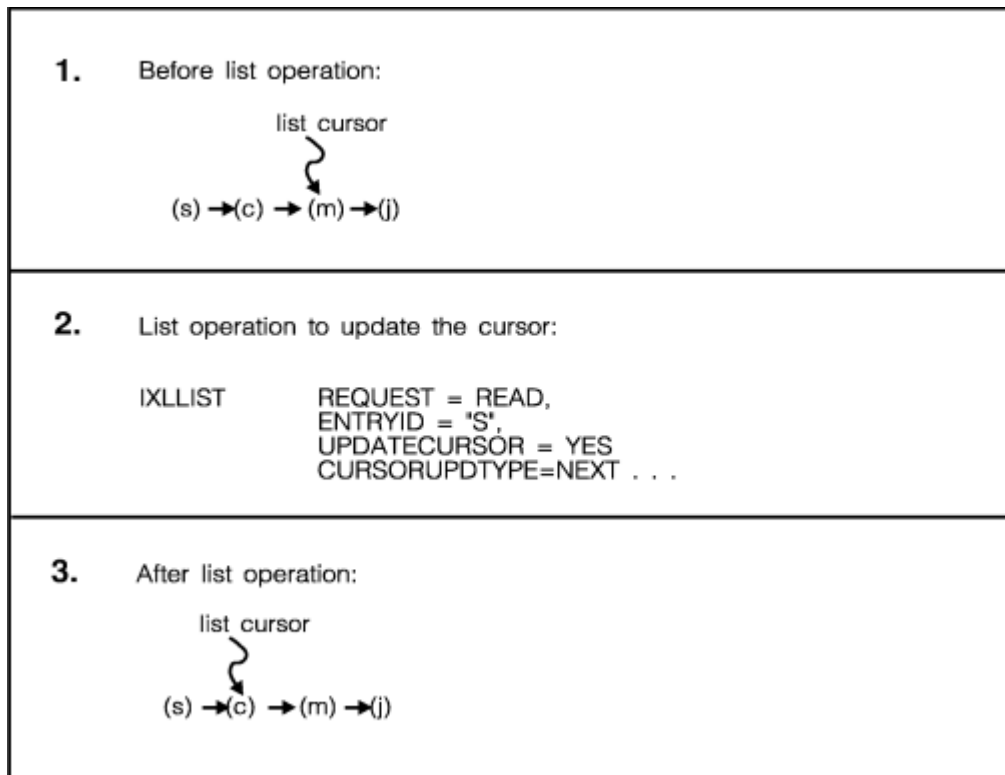 1. Before list operation:
list cursor
(s) → (c) → (m) → (j)
2. List operation to update the cursor:
IXLLIST REQUEST = READ,
ENTRYID = "S",
UPDATECURSOR = YES
CURSORUPDTYPE=NEXT . . .
3. After list operation:
list cursor
(s) → (c) → (m) → (j)